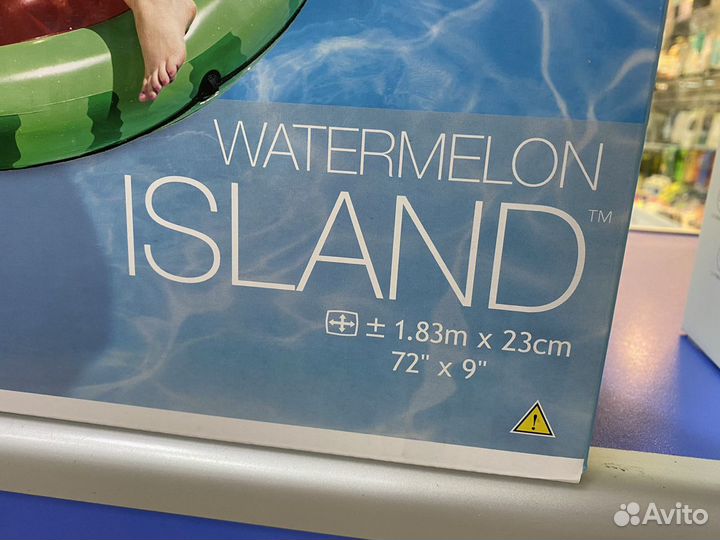 WATERMELON
ISLAND™
± 1.83m x 23cm
72" x 9"
Avito